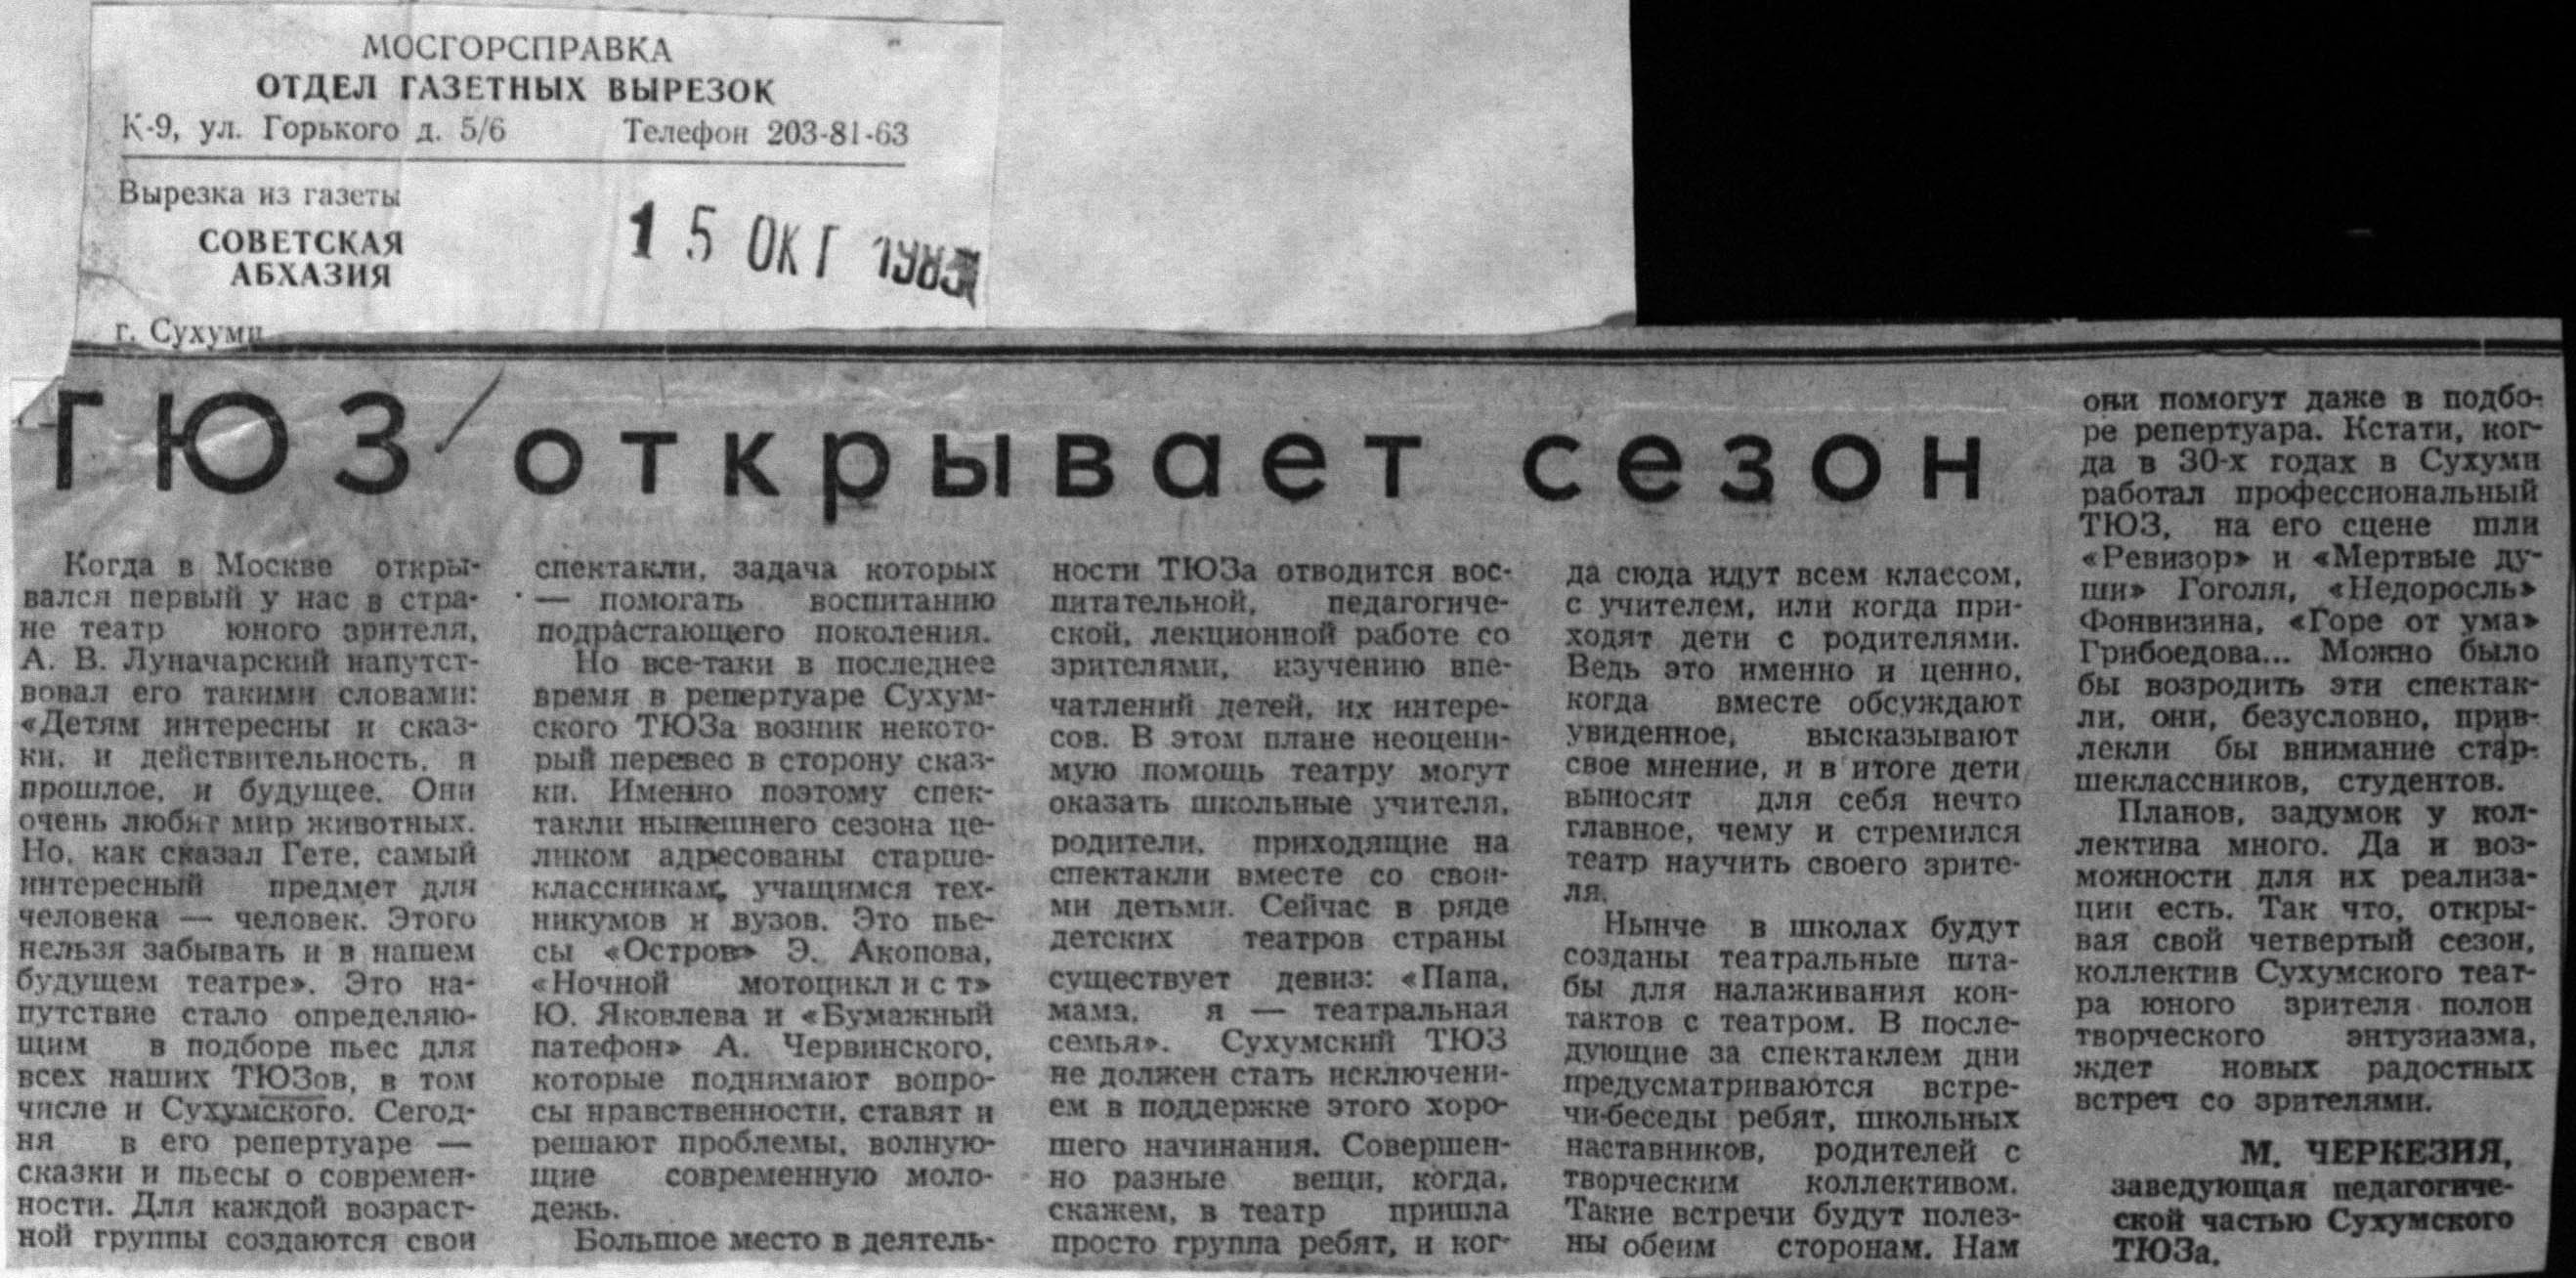 МОСГОРСПРАВКА
ОТДЕЛ ГАЗЕТНЫХ ВЫРЕЗОК
К-9, ул. Горького д. 5/6 Телефон 203-81-63
Вырезка из газеты
СОВЕТСКАЯ
АБХАЗИЯ
г. Сухуми
15 ОКТ 1983
ТЮЗ открывает сезон
Когда в Москве откры-
вался первый у нас в стра-
не театр юного зрителя,
А. В. Луначарский напутст-
вовал его такими словами:
«Детям интересны и сказ-
ки, и действительность, и
прошлое, и будущее. Они
очень любят мир животных.
Но, как сказал Гете, самый
интересный предмет для
человека — человек. Этого
нельзя забывать и в нашем
будущем театре». Это на-
путствие стало определяю-
щим в подборе пьес для
всех наших ТЮЗов, в том
числе и Сухумского. Сегод-
ня в его репертуаре —
сказки и пьесы о современ-
ности. Для каждой возраст-
ной группы создаются свои
спектакли, задача которых
— помогать воспитанию
подрастающего поколения.
Но все-таки в последнее
время в репертуаре Сухум-
ского ТЮЗа возник некото-
рый перевес в сторону сказ-
ки. Именно поэтому спек-
такли нынешнего сезона це-
ликом адресованы старше-
классникам, учащимся тех-
никумов и вузов. Это пье-
сы «Остров» Э. Акопова,
«Ночной мотоциклист»
Ю. Яковлева и «Бумажный
патефон» А. Червинского,
которые поднимают вопро-
сы нравственности, ставят и
решают проблемы, волную-
щие современную моло-
дежь.
Большое место в деятель-
ности ТЮЗа отводится вос-
питательной, педагогиче-
ской, лекционной работе со
зрителями, изучению впе-
чатлений детей, их интере-
сов. В этом плане неоцени-
мую помощь театру могут
оказать школьные учителя,
родители, приходящие на
спектакли вместе со свои-
ми детьми. Сейчас в ряде
детских театров страны
существует девиз: «Папа,
мама, я — театральная
семья». Сухумский ТЮЗ
не должен стать исключени-
ем в поддержке этого хоро-
шего начинания. Совершен-
но разные вещи, когда,
скажем, в театр пришла
просто группа ребят, и ког-
да сюда идут всем классом,
с учителем, или когда при-
ходят дети с родителями.
Ведь это именно и ценно,
когда вместе обсуждают
увиденное, высказывают
свое мнение, и в итоге дети
выносят для себя нечто
главное, чему и стремился
театр научить своего зрите-
ля.
Нынче в школах будут
созданы театральные шта-
бы для налаживания кон-
тактов с театром. В после-
дующие за спектаклем дни
предусматриваются встре-
чи-беседы ребят, школьных
наставников, родителей с
творческим коллективом.
Такие встречи будут полез-
ны обеим сторонам. Нам
они помогут даже в подбо-
ре репертуара. Кстати, ког-
да в 30-х годах в Сухуми
работал профессиональный
ТЮЗ, на его сцене шли
«Ревизор» и «Мертвые ду-
ши» Гоголя, «Недоросль»
Фонвизина, «Горе от ума»
Грибоедова... Можно было
бы возродить эти спектак-
ли, они, безусловно, прив-
лекли бы внимание стар-
шеклассников, студентов.
Планов, задумок у кол-
лектива много. Да и воз-
можности для их реализа-
ции есть. Так что, откры-
вая свой четвертый сезон,
коллектив Сухумского теат-
ра юного зрителя полон
творческого энтузиазма,
ждет новых радостных
встреч со зрителями.
М. ЧЕРКЕЗИЯ,
заведующая педагогиче-
ской частью Сухумского
ТЮЗа.